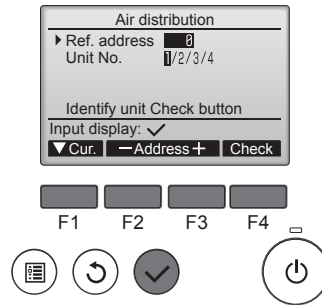 Air distribution
Ref. address 0
Unit No. 1/2/3/4
Identify unit Check button
Input display: ✓
▼ Cur. − Address + Check
F1 F2 F3 F4